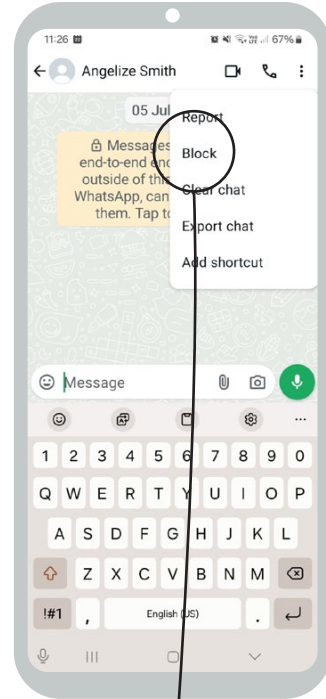 11:26 67%
Angelize Smith
05 Jul
Report
Messages
Block
end-to-end enc
outside of this
Clear chat
WhatsApp, can
them. Tap to
Export chat
Add shortcut
Message
1 2 3 4 5 6 7 8 9 0
Q W E R T Y U I O P
A S D F G H J K L
Z X C V B N M
!#1 , English (US) .